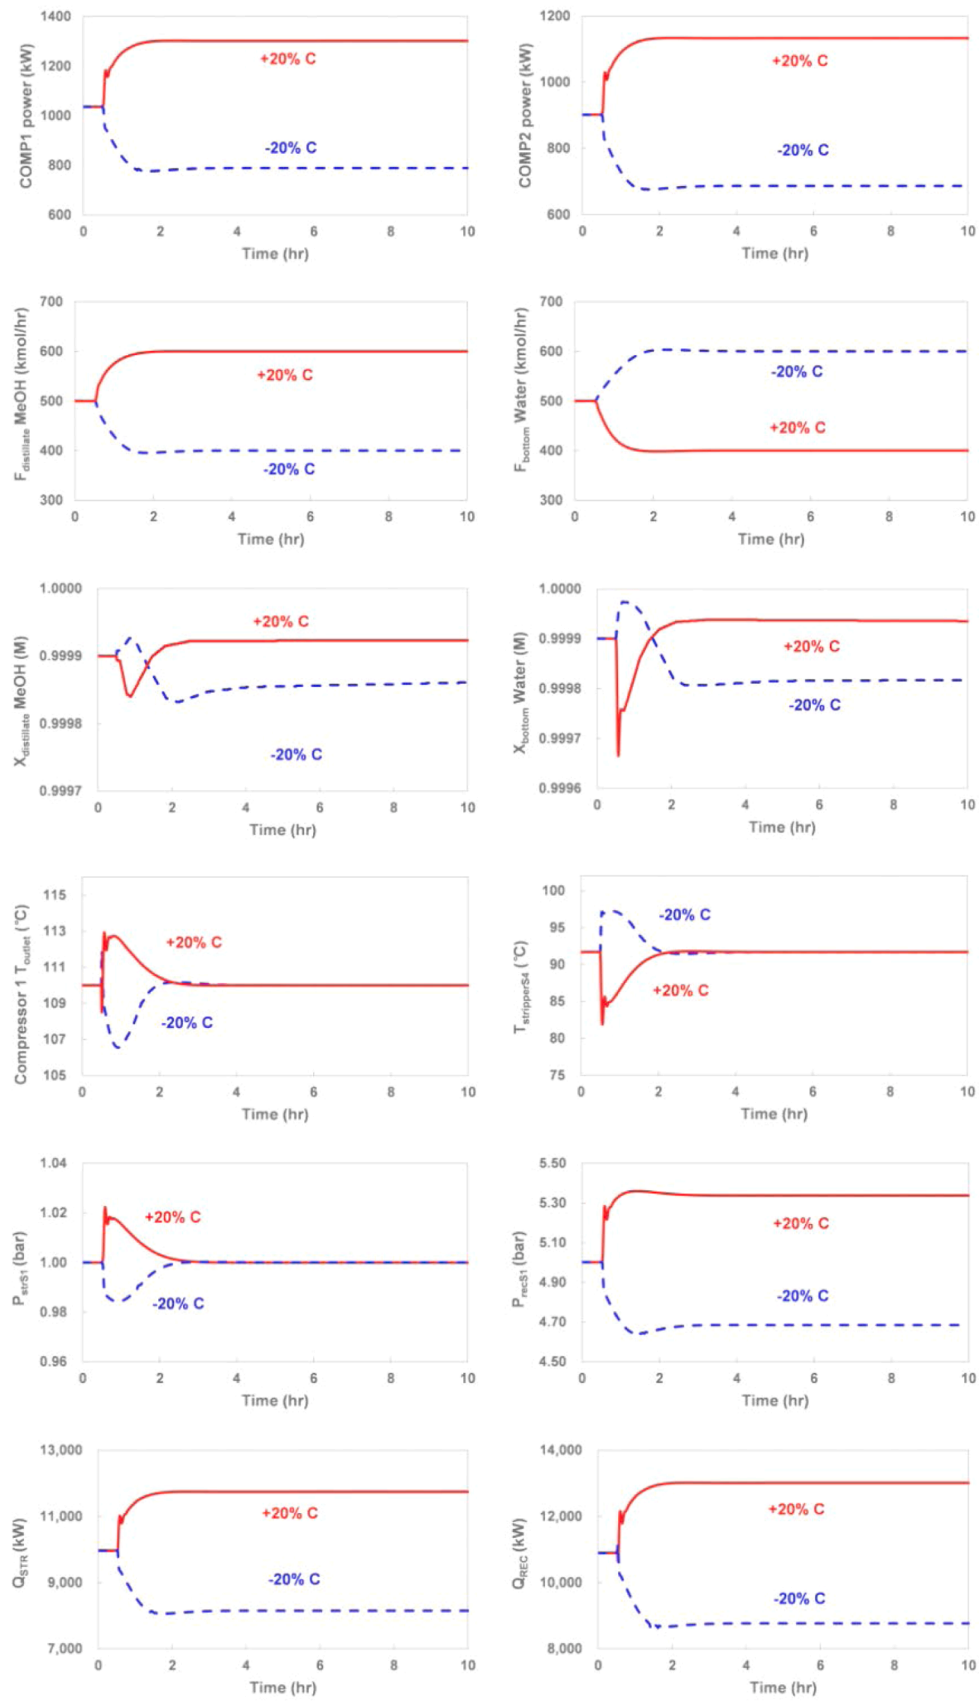 COMP1 power (kW)
1400
1200
1000
800
600
+20% C
-20% C
0 2 4 6 8 10
Time (hr)
COMP2 power (kW)
1200
1000
800
600
+20% C
-20% C
0 2 4 6 8 10
Time (hr)
Fdistillate MeOH (kmol/hr)
700
600
500
400
300
+20% C
-20% C
0 2 4 6 8 10
Time (hr)
Fbottom Water (kmol/hr)
700
600
500
400
300
-20% C
+20% C
0 2 4 6 8 10
Time (hr)
Xdistillate MeOH (M)
1.0000
0.9999
0.9998
0.9997
+20% C
-20% C
0 2 4 6 8 10
Time (hr)
Xbottom Water (M)
1.0000
0.9999
0.9998
0.9997
0.9996
+20% C
-20% C
0 2 4 6 8 10
Time (hr)
Compressor 1 Toutlet (°C)
115
113
111
109
107
105
+20% C
-20% C
0 2 4 6 8 10
Time (hr)
TstripperS4 (°C)
100
95
90
85
80
75
-20% C
+20% C
0 2 4 6 8 10
Time (hr)
PstrS1 (bar)
1.04
1.02
1.00
0.98
0.96
+20% C
-20% C
0 2 4 6 8 10
Time (hr)
PrecS1 (bar)
5.50
5.30
5.10
4.90
4.70
4.50
+20% C
-20% C
0 2 4 6 8 10
Time (hr)
QSTR (kW)
13,000
11,000
9,000
7,000
+20% C
-20% C
0 2 4 6 8 10
Time (hr)
QREC (kW)
14,000
12,000
10,000
8,000
+20% C
-20% C
0 2 4 6 8 10
Time (hr)